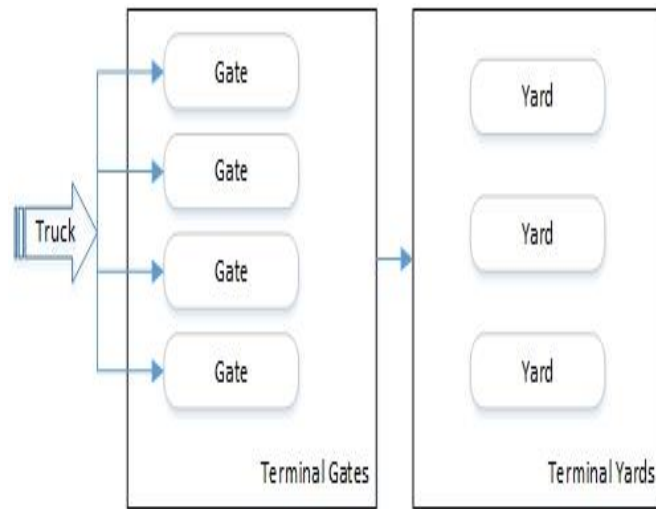 Truck
Gate
Gate
Gate
Gate
Terminal Gates
Yard
Yard
Yard
Terminal Yards